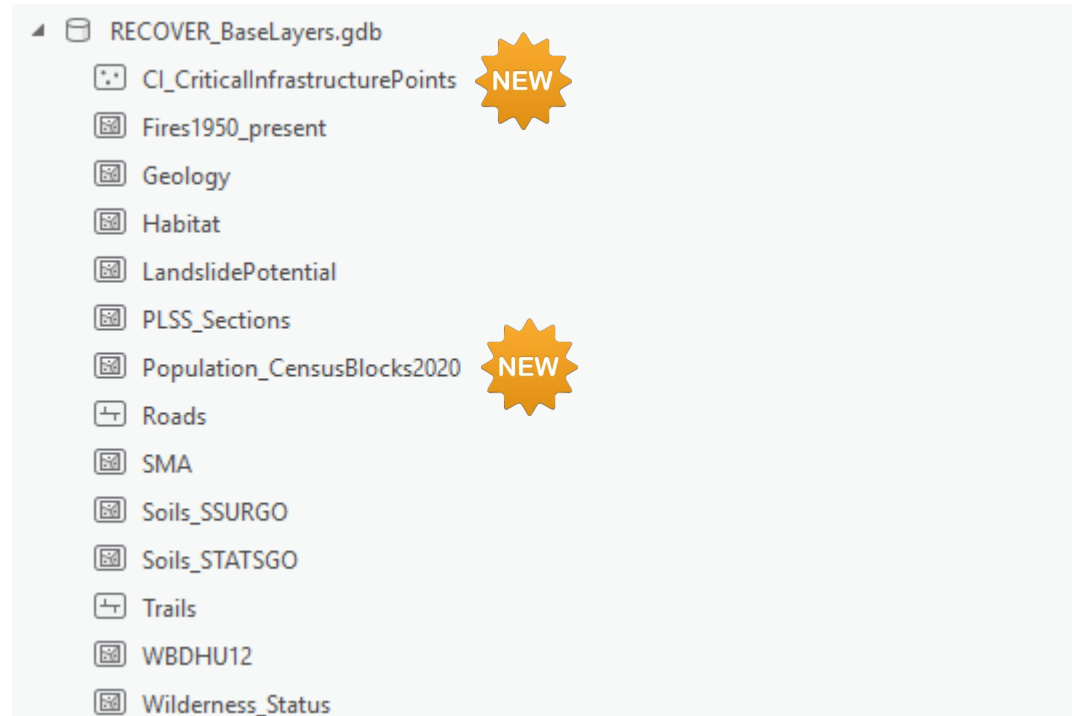 RECOVER_BaseLayers.gdb
CI_CriticalInfrastructurePoints NEW
Fires1950_present
Geology
Habitat
LandslidePotential
PLSS_Sections
Population_CensusBlocks2020 NEW
Roads
SMA
Soils_SSURGO
Soils_STATSGO
Trails
WBDHU12
Wilderness_Status